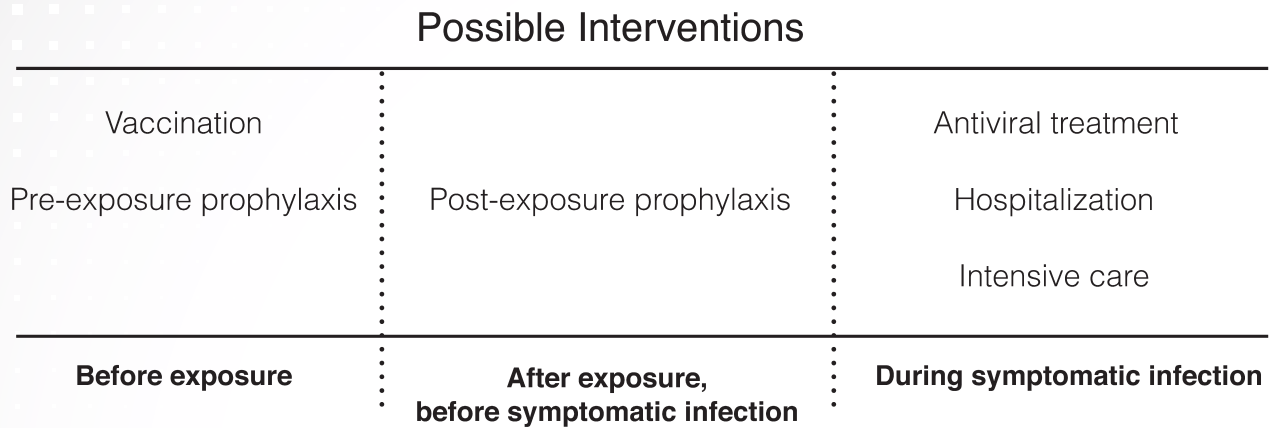 Possible Interventions
Vaccination
Pre-exposure prophylaxis
Post-exposure prophylaxis
Antiviral treatment
Hospitalization
Intensive care
Before exposure
After exposure,
before symptomatic infection
During symptomatic infection